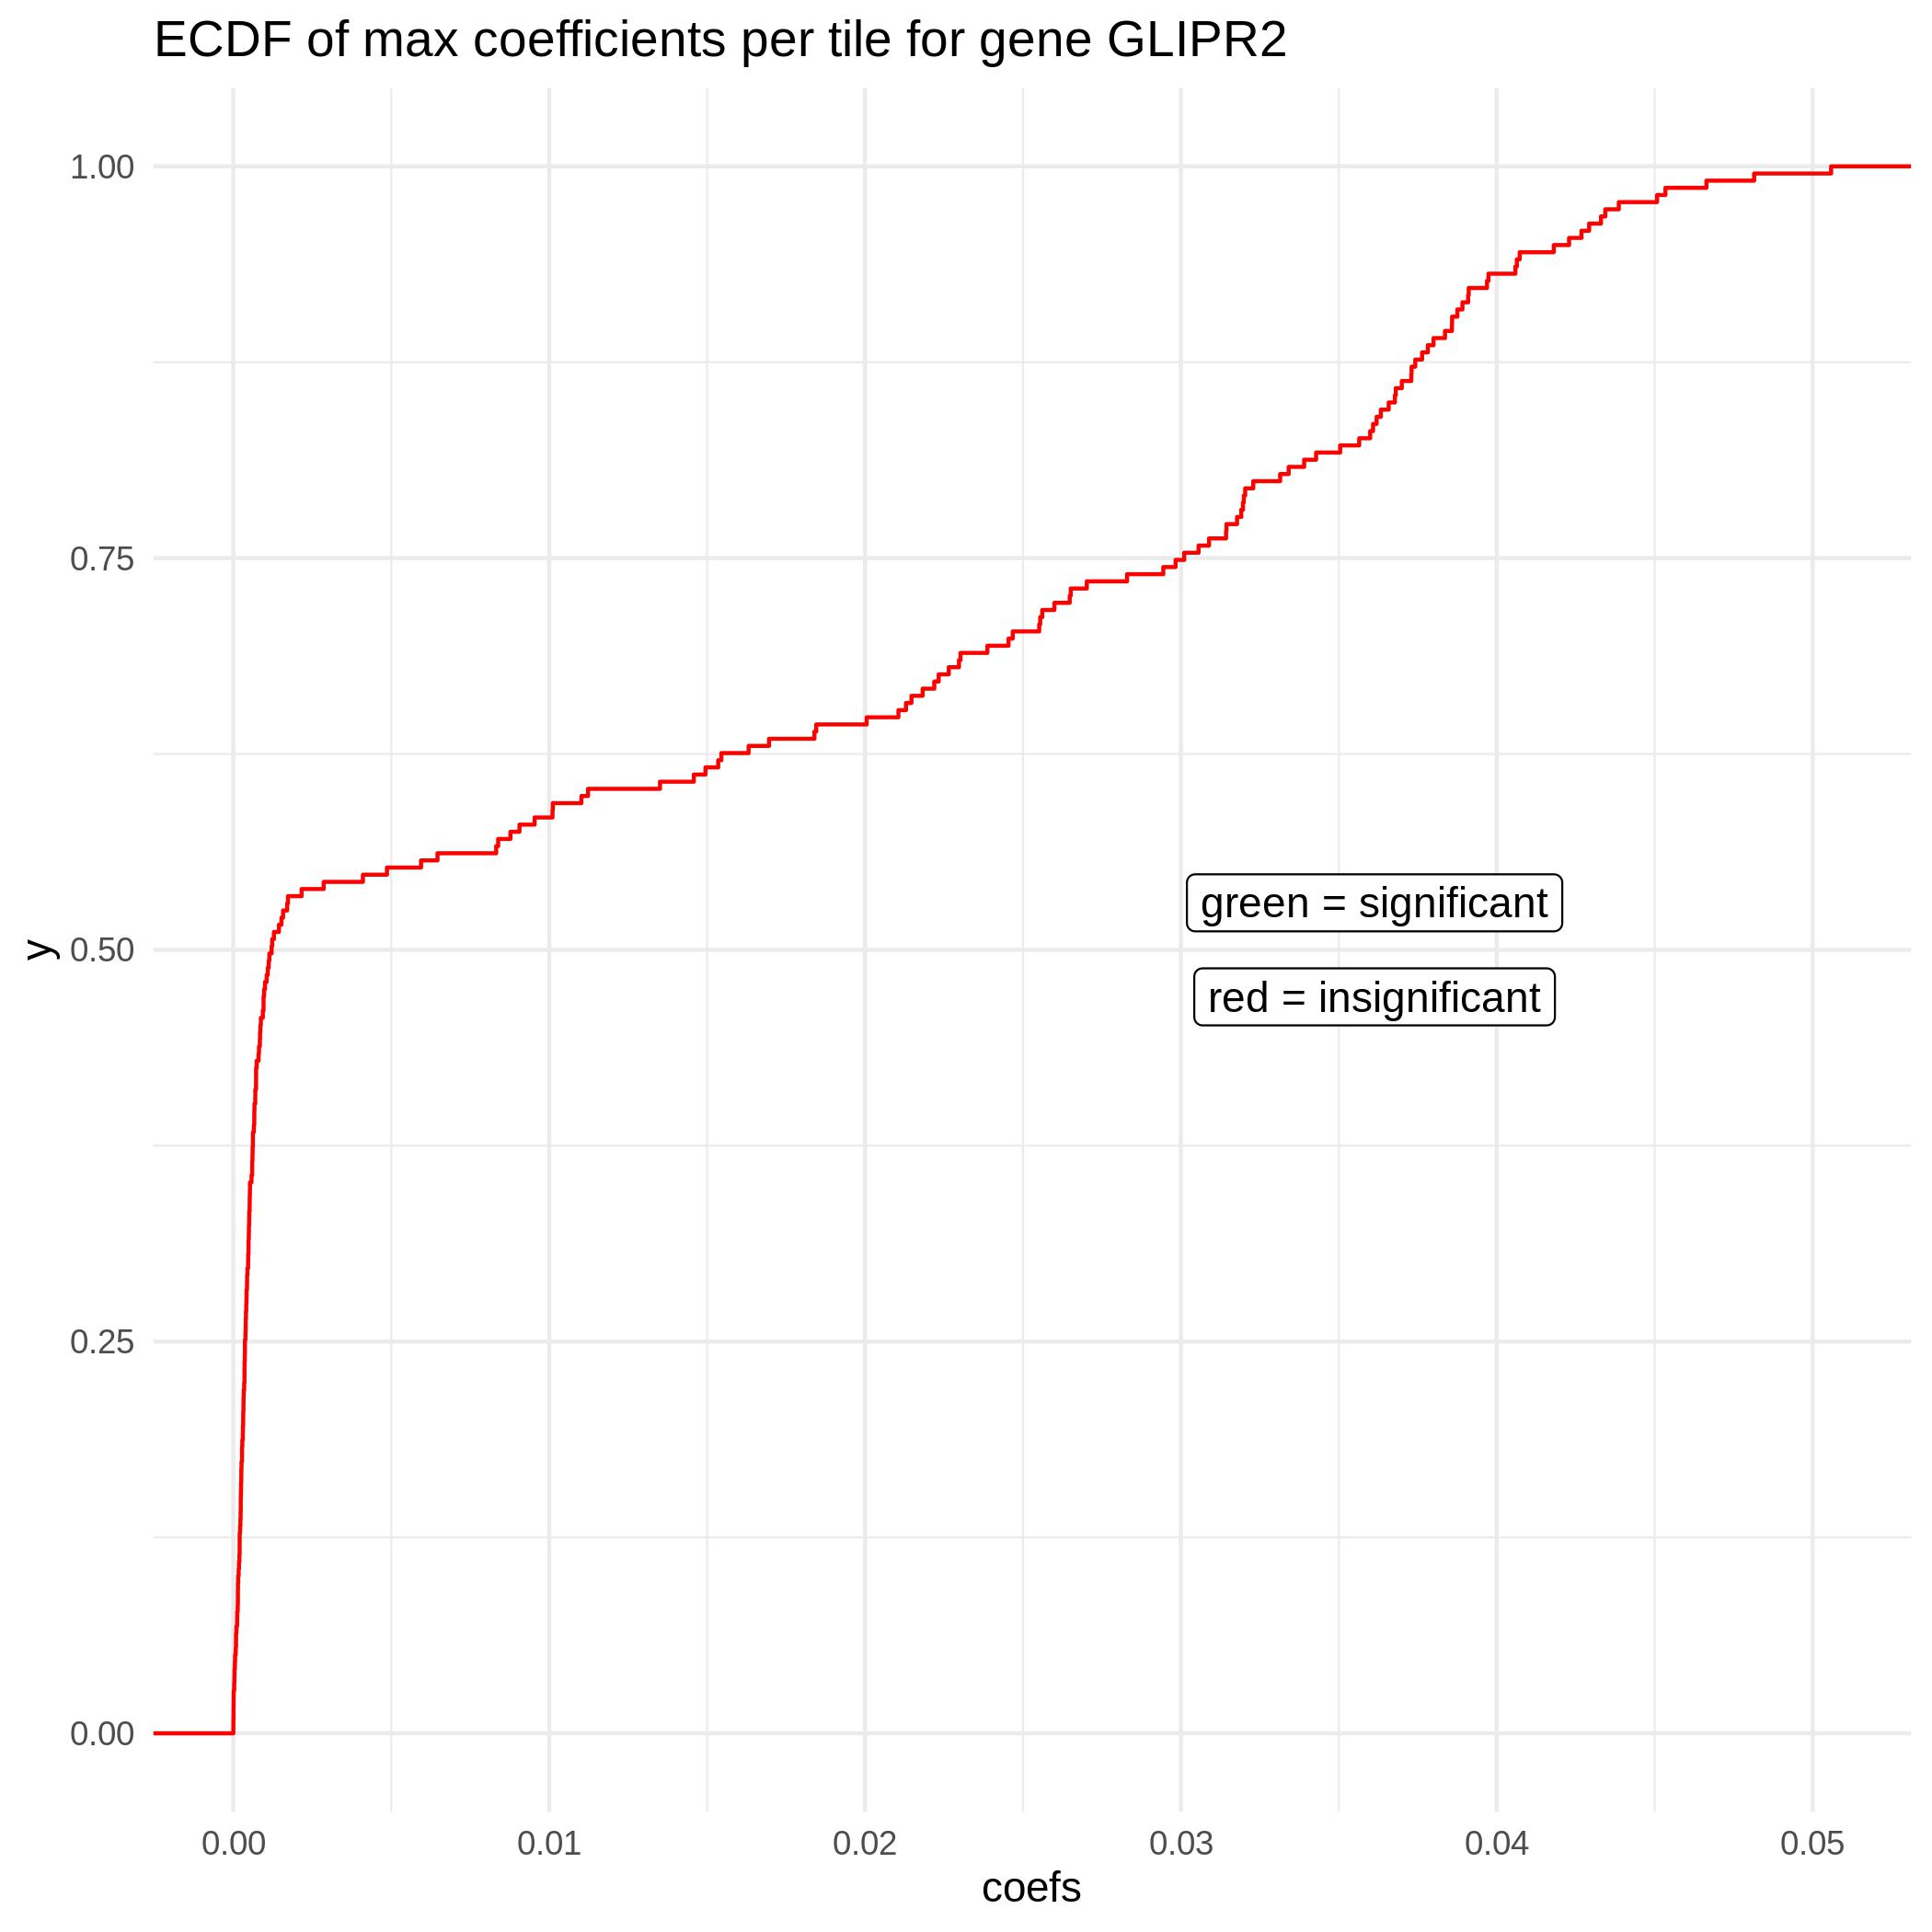 ECDF of max coefficients per tile for gene GLIPR2
1.00
0.75
0.50
0.25
0.00
y
green = significant
red = insignificant
0.00 0.01 0.02 0.03 0.04 0.05
coefs